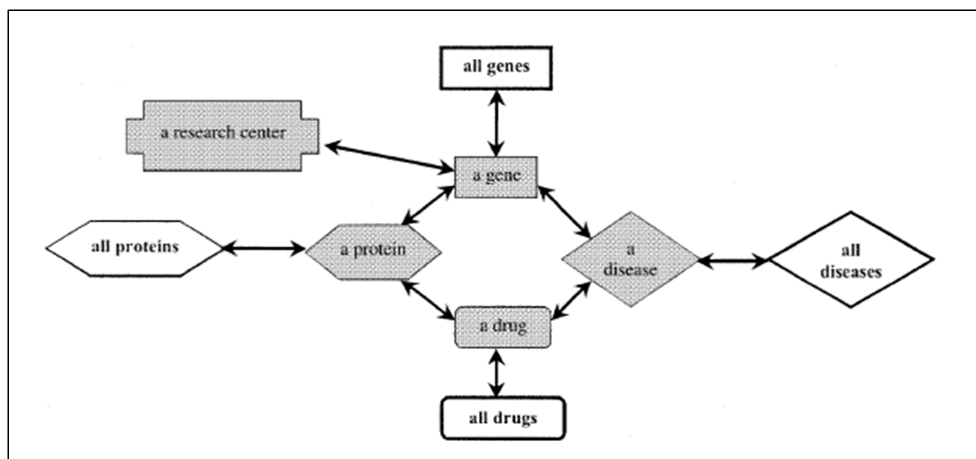 all genes
a research center
a gene
all proteins
a protein
a
disease
all
diseases
a drug
all drugs